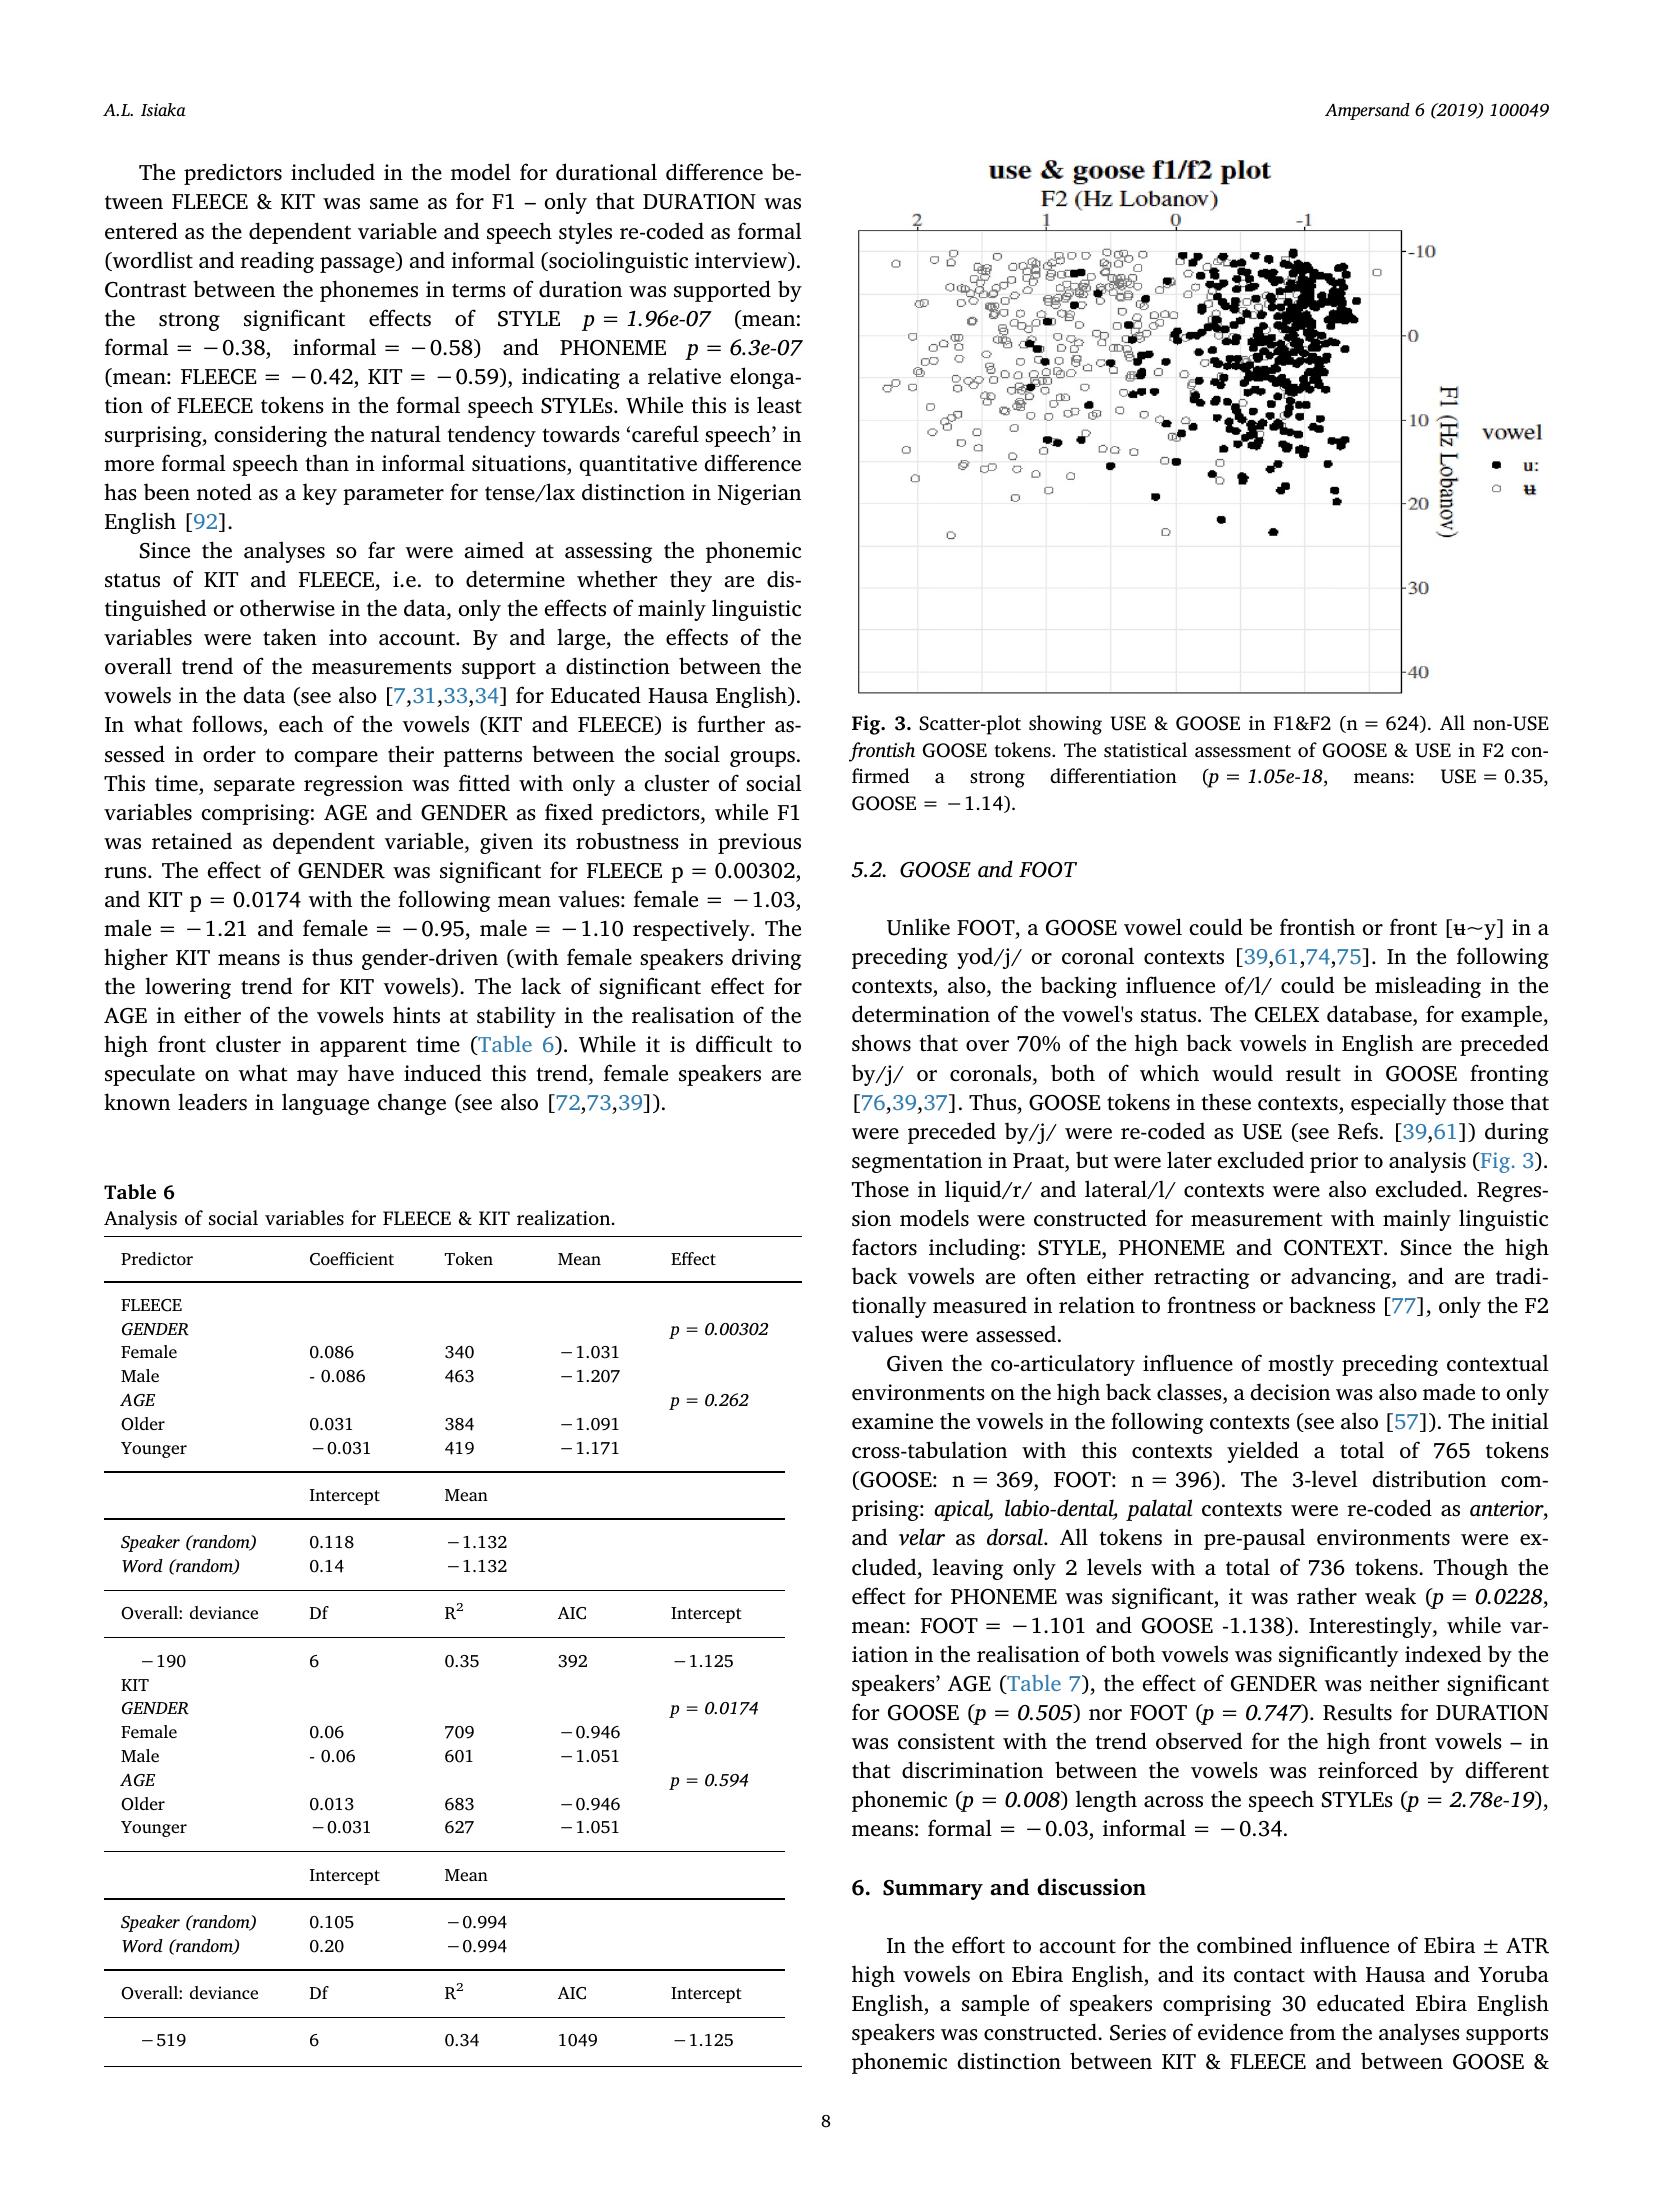 A.L. Isiaka
Ampersand 6 (2019) 100049
The predictors included in the model for durational difference be-
tween FLEECE & KIT was same as for F1 – only that DURATION was
entered as the dependent variable and speech styles re-coded as formal
(wordlist and reading passage) and informal (sociolinguistic interview).
Contrast between the phonemes in terms of duration was supported by
the strong significant effects of STYLE p = 1.96e-07 (mean:
formal = −0.38, informal = −0.58) and PHONEME p = 6.3e-07
(mean: FLEECE = −0.42, KIT = −0.59), indicating a relative elonga-
tion of FLEECE tokens in the formal speech STYLEs. While this is least
surprising, considering the natural tendency towards ‘careful speech’ in
more formal speech than in informal situations, quantitative difference
has been noted as a key parameter for tense/lax distinction in Nigerian
English [92].
Since the analyses so far were aimed at assessing the phonemic
status of KIT and FLEECE, i.e. to determine whether they are dis-
tinguished or otherwise in the data, only the effects of mainly linguistic
variables were taken into account. By and large, the effects of the
overall trend of the measurements support a distinction between the
vowels in the data (see also [7,31,33,34] for Educated Hausa English).
In what follows, each of the vowels (KIT and FLEECE) is further as-
sessed in order to compare their patterns between the social groups.
This time, separate regression was fitted with only a cluster of social
variables comprising: AGE and GENDER as fixed predictors, while F1
was retained as dependent variable, given its robustness in previous
runs. The effect of GENDER was significant for FLEECE p = 0.00302,
and KIT p = 0.0174 with the following mean values: female = −1.03,
male = −1.21 and female = −0.95, male = −1.10 respectively. The
higher KIT means is thus gender-driven (with female speakers driving
the lowering trend for KIT vowels). The lack of significant effect for
AGE in either of the vowels hints at stability in the realisation of the
high front cluster in apparent time (Table 6). While it is difficult to
speculate on what may have induced this trend, female speakers are
known leaders in language change (see also [72,73,39]).
Table 6
Analysis of social variables for FLEECE & KIT realization.
Predictor Coefficient Token Mean Effect
FLEECE
GENDER p = 0.00302
Female 0.086 340 −1.031
Male - 0.086 463 −1.207
AGE p = 0.262
Older 0.031 384 −1.091
Younger −0.031 419 −1.171
Intercept Mean
Speaker (random) 0.118 −1.132
Word (random) 0.14 −1.132
Overall: deviance Df R² AIC Intercept
−190 6 0.35 392 −1.125
KIT
GENDER p = 0.0174
Female 0.06 709 −0.946
Male - 0.06 601 −1.051
AGE p = 0.594
Older 0.013 683 −0.946
Younger −0.031 627 −1.051
Intercept Mean
Speaker (random) 0.105 −0.994
Word (random) 0.20 −0.994
Overall: deviance Df R² AIC Intercept
−519 6 0.34 1049 −1.125
use & goose f1/f2 plot
F2 (Hz Lobanov)
2 1 0 -1
-10
0
10
20
30
40
F1 (Hz Lobanov)
vowel
u:
ʉ
Fig. 3. Scatter-plot showing USE & GOOSE in F1&F2 (n = 624). All non-USE
frontish GOOSE tokens. The statistical assessment of GOOSE & USE in F2 con-
firmed a strong differentiation (p = 1.05e-18, means: USE = 0.35,
GOOSE = −1.14).
5.2. GOOSE and FOOT
Unlike FOOT, a GOOSE vowel could be frontish or front [ʉ~y] in a
preceding yod/j/ or coronal contexts [39,61,74,75]. In the following
contexts, also, the backing influence of/l/ could be misleading in the
determination of the vowel's status. The CELEX database, for example,
shows that over 70% of the high back vowels in English are preceded
by/j/ or coronals, both of which would result in GOOSE fronting
[76,39,37]. Thus, GOOSE tokens in these contexts, especially those that
were preceded by/j/ were re-coded as USE (see Refs. [39,61]) during
segmentation in Praat, but were later excluded prior to analysis (Fig. 3).
Those in liquid/r/ and lateral/l/ contexts were also excluded. Regres-
sion models were constructed for measurement with mainly linguistic
factors including: STYLE, PHONEME and CONTEXT. Since the high
back vowels are often either retracting or advancing, and are tradi-
tionally measured in relation to frontness or backness [77], only the F2
values were assessed.
Given the co-articulatory influence of mostly preceding contextual
environments on the high back classes, a decision was also made to only
examine the vowels in the following contexts (see also [57]). The initial
cross-tabulation with this contexts yielded a total of 765 tokens
(GOOSE: n = 369, FOOT: n = 396). The 3-level distribution com-
prising: apical, labio-dental, palatal contexts were re-coded as anterior,
and velar as dorsal. All tokens in pre-pausal environments were ex-
cluded, leaving only 2 levels with a total of 736 tokens. Though the
effect for PHONEME was significant, it was rather weak (p = 0.0228,
mean: FOOT = −1.101 and GOOSE -1.138). Interestingly, while var-
iation in the realisation of both vowels was significantly indexed by the
speakers’ AGE (Table 7), the effect of GENDER was neither significant
for GOOSE (p = 0.505) nor FOOT (p = 0.747). Results for DURATION
was consistent with the trend observed for the high front vowels – in
that discrimination between the vowels was reinforced by different
phonemic (p = 0.008) length across the speech STYLEs (p = 2.78e-19),
means: formal = −0.03, informal = −0.34.
6. Summary and discussion
In the effort to account for the combined influence of Ebira ± ATR
high vowels on Ebira English, and its contact with Hausa and Yoruba
English, a sample of speakers comprising 30 educated Ebira English
speakers was constructed. Series of evidence from the analyses supports
phonemic distinction between KIT & FLEECE and between GOOSE &
8